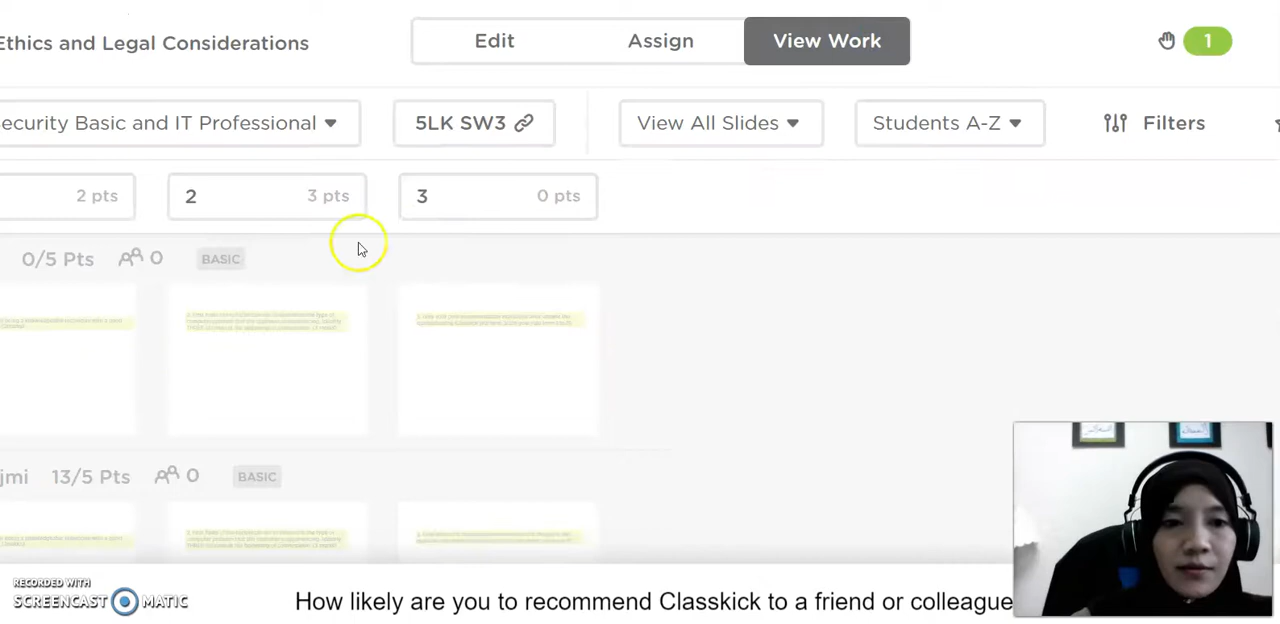 Ethics and Legal Considerations
Edit
Assign
View Work
1
ecurity Basic and IT Professional
5LK SW3
View All Slides
Students A-Z
Filters
2 pts
2
3 pts
3
0 pts
0/5 Pts
0
BASIC
jmi
13/5 Pts
0
BASIC
RECORDED WITH
SCREENCAST MATIC
How likely are you to recommend Classkick to a friend or colleague